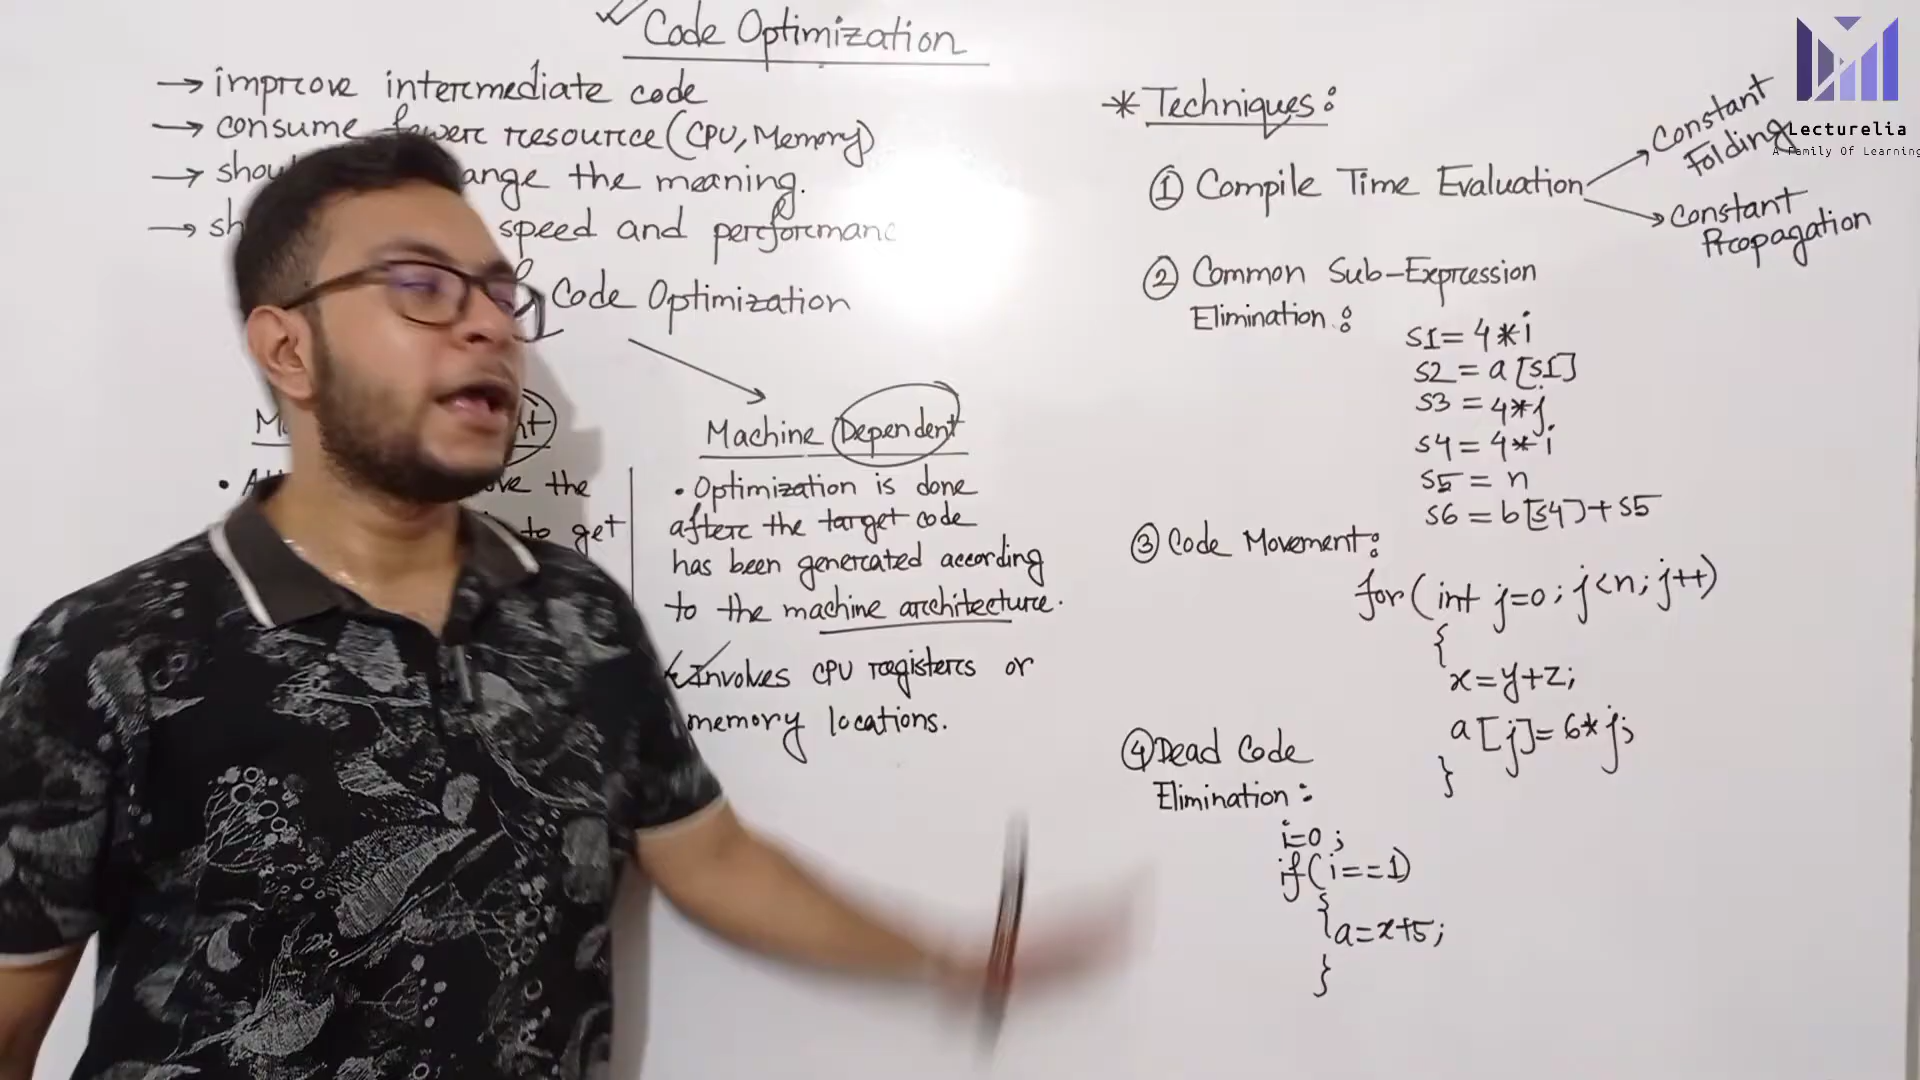 Code Optimization
→ improve intermediate code
→ consume fewer resource (CPU, Memory)
→ the meaning.
→ speed and performanc
Code Optimization
Machine Dependent
the
to get
• Optimization is done
after the target code
has been generated according
to the machine architecture.
Involves CPU registers or
memory locations.
* Techniques:
① Compile Time Evaluation
Constant
Folding
Constant
Propagation
② Common Sub-Expression
Elimination:
S1 = 4*i
S2 = a[S1]
S3 = 4*j
S4 = 4*i
S5 = n
S6 = b[S4]+S5
③ Code Movement:
for(int j=0; j<n; j++)
{
x=y+z;
a[j]=6*j;
}
④ Dead Code
Elimination:
i=0;
if(i==1)
{
a=x+5;
}
Lecturelia
A Family Of Learning